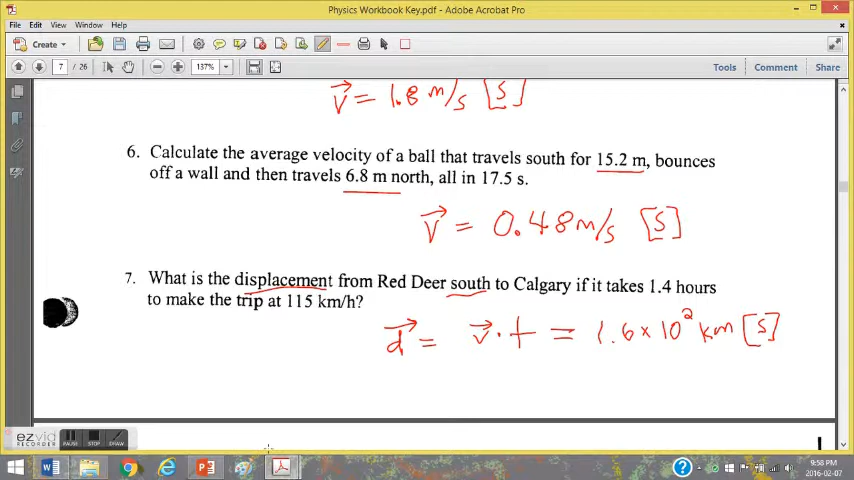 Physics Workbook Key.pdf - Adobe Acrobat Pro
File Edit View Window Help
Create
7 / 26 137% Tools Comment Share
v = 1.8 m/s [S]
6. Calculate the average velocity of a ball that travels south for 15.2 m, bounces
off a wall and then travels 6.8 m north, all in 17.5 s.
v = 0.48 m/s [S]
7. What is the displacement from Red Deer south to Calgary if it takes 1.4 hours
to make the trip at 115 km/h?
d = v · t = 1.6 x 10² km [S]
ezvid
RECORDER PAUSE STOP DRAW
9:58 PM
2016-02-07